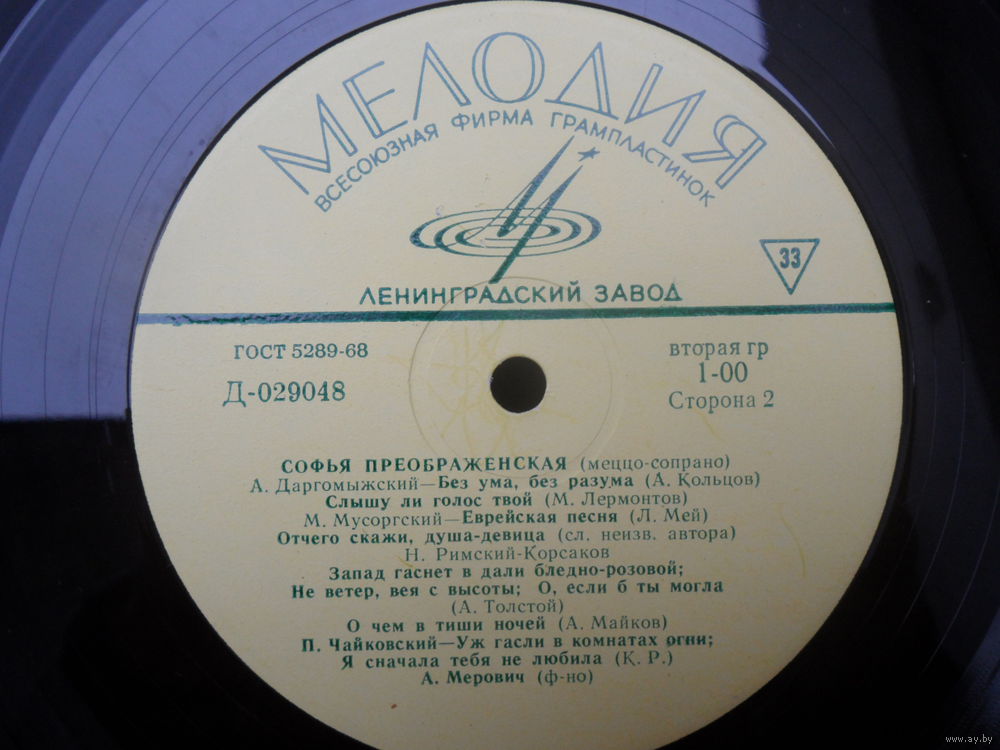 МЕЛОДИЯ
ВСЕСОЮЗНАЯ ФИРМА ГРАМПЛАСТИНОК
33
ЛЕНИНГРАДСКИЙ ЗАВОД
ГОСТ 5289-68
Д-029048
вторая гр
1-00
Сторона 2
СОФЬЯ ПРЕОБРАЖЕНСКАЯ (меццо-сопрано)
А. Даргомыжский—Без ума, без разума (А. Кольцов)
Слышу ли голос твой (М. Лермонтов)
М. Мусоргский—Еврейская песня (Л. Мей)
Отчего скажи, душа-девица (сл. неизв. автора)
Н. Римский-Корсаков
Запад гаснет в дали бледно-розовой;
Не ветер, вея с высоты; О, если б ты могла
(А. Толстой)
О чем в тиши ночей (А. Майков)
П. Чайковский—Уж гасли в комнатах огни;
Я сначала тебя не любила (К. Р.)
А. Мерович (ф-но)
www.ay.by